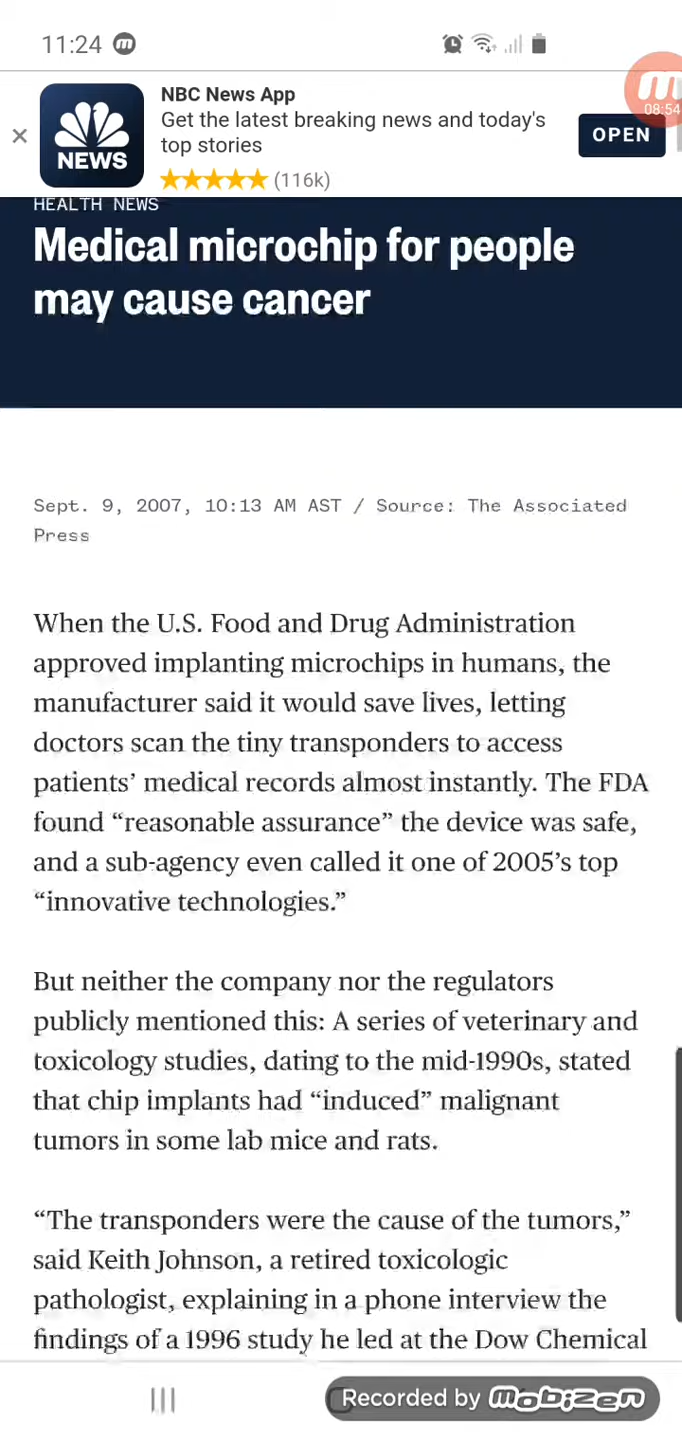 11:24 m
NBC News App
Get the latest breaking news and today's
top stories
(116k)
NEWS
OPEN
08:54
HEALTH NEWS
Medical microchip for people
may cause cancer
Sept. 9, 2007, 10:13 AM AST / Source: The Associated
Press
When the U.S. Food and Drug Administration
approved implanting microchips in humans, the
manufacturer said it would save lives, letting
doctors scan the tiny transponders to access
patients’ medical records almost instantly. The FDA
found “reasonable assurance” the device was safe,
and a sub-agency even called it one of 2005’s top
“innovative technologies.”
But neither the company nor the regulators
publicly mentioned this: A series of veterinary and
toxicology studies, dating to the mid-1990s, stated
that chip implants had “induced” malignant
tumors in some lab mice and rats.
“The transponders were the cause of the tumors,”
said Keith Johnson, a retired toxicologic
pathologist, explaining in a phone interview the
findings of a 1996 study he led at the Dow Chemical
Recorded by mobizen